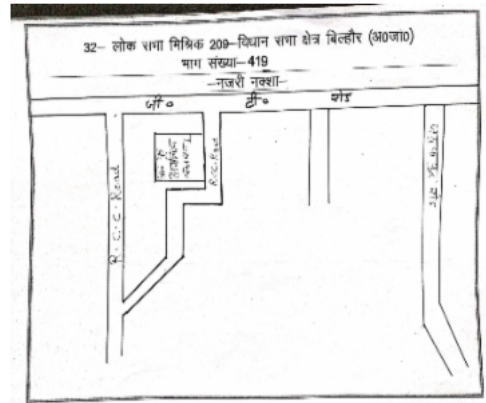 32- लोक सभा मिश्रिक 209-विधान सभा क्षेत्र बिल्हौर (अ0जा0)
भाग संख्या-419
-नजरी नक्शा-
जी० टी० रोड
R.C.C. Road
R.C.C. Road
रोड